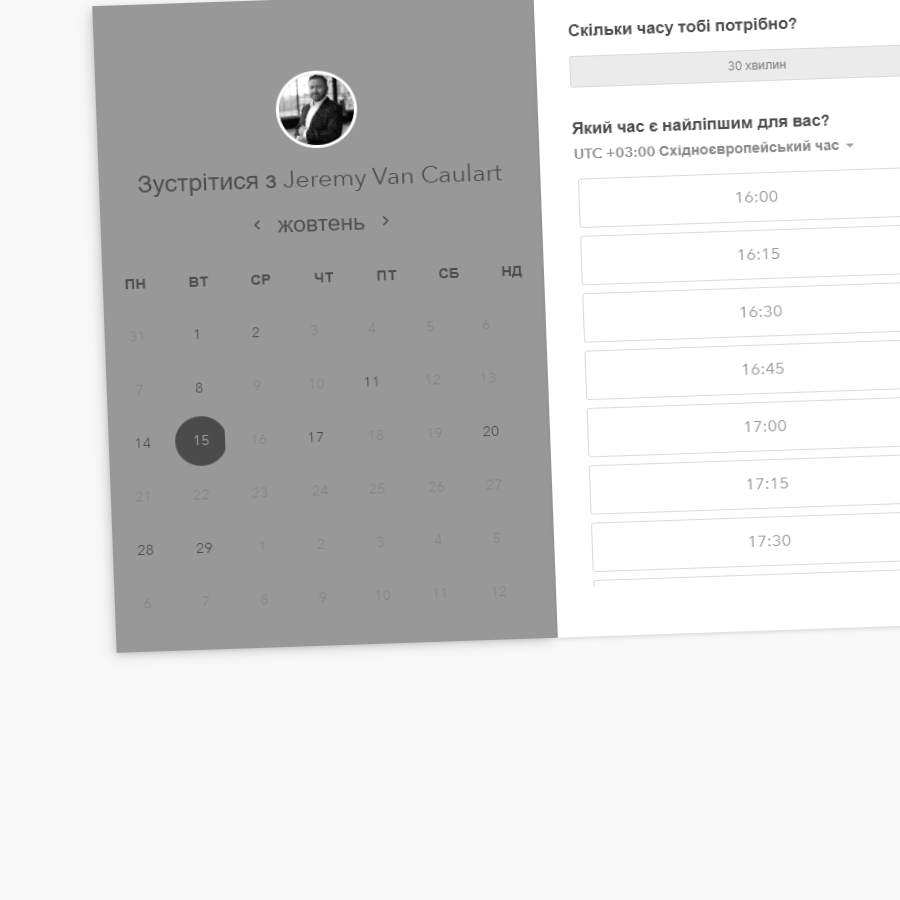 Зустрітися з Jeremy Van Caulart
жовтень
ПН ВТ СР ЧТ ПТ СБ НД
31 1 2 3 4 5 6
7 8 9 10 11 12 13
14 15 16 17 18 19 20
21 22 23 24 25 26 27
28 29 1 2 3 4 5
6 7 8 9 10 11 12
Скільки часу тобі потрібно?
30 хвилин
Який час є найліпшим для вас?
UTC +03:00 Східноєвропейський час
16:00
16:15
16:30
16:45
17:00
17:15
17:30